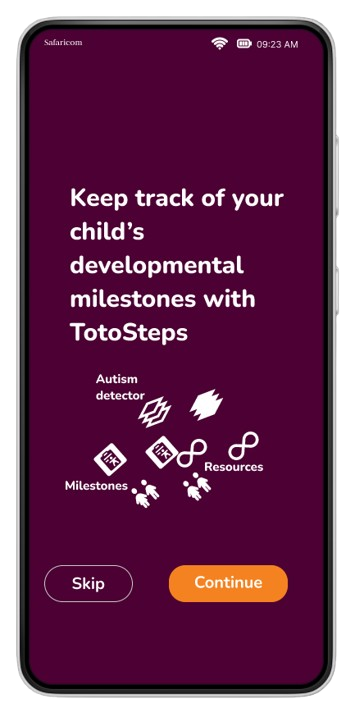 Safaricom
09:23 AM
Keep track of your
child’s
developmental
milestones with
TotoSteps
Autism
detector
Resources
Milestones
Skip
Continue